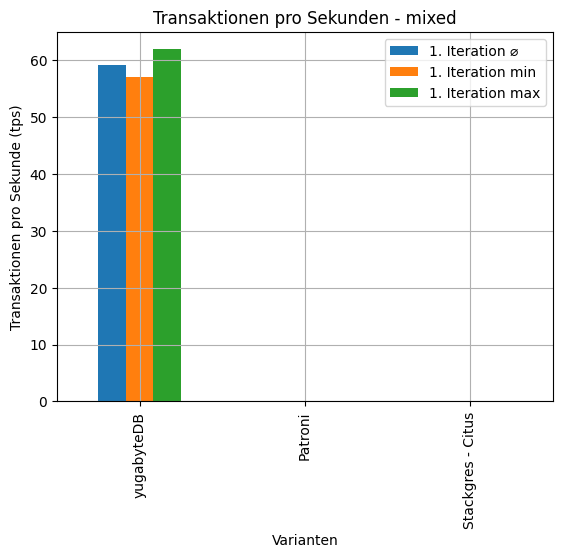 Transaktionen pro Sekunden - mixed
1. Iteration ⌀
1. Iteration min
1. Iteration max
Transaktionen pro Sekunde (tps)
60
50
40
30
20
10
0
yugabyteDB
Patroni
Stackgres - Citus
Varianten